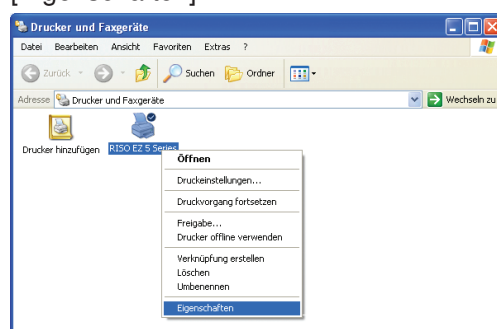 Drucker und Faxgeräte
Datei Bearbeiten Ansicht Favoriten Extras ?
Zurück Suchen Ordner
Adresse Drucker und Faxgeräte Wechseln zu
Drucker hinzufügen RISO EZ 5 Series
Öffnen
Druckeinstellungen...
Druckvorgang fortsetzen
Freigabe...
Drucker offline verwenden
Verknüpfung erstellen
Löschen
Umbenennen
Eigenschaften